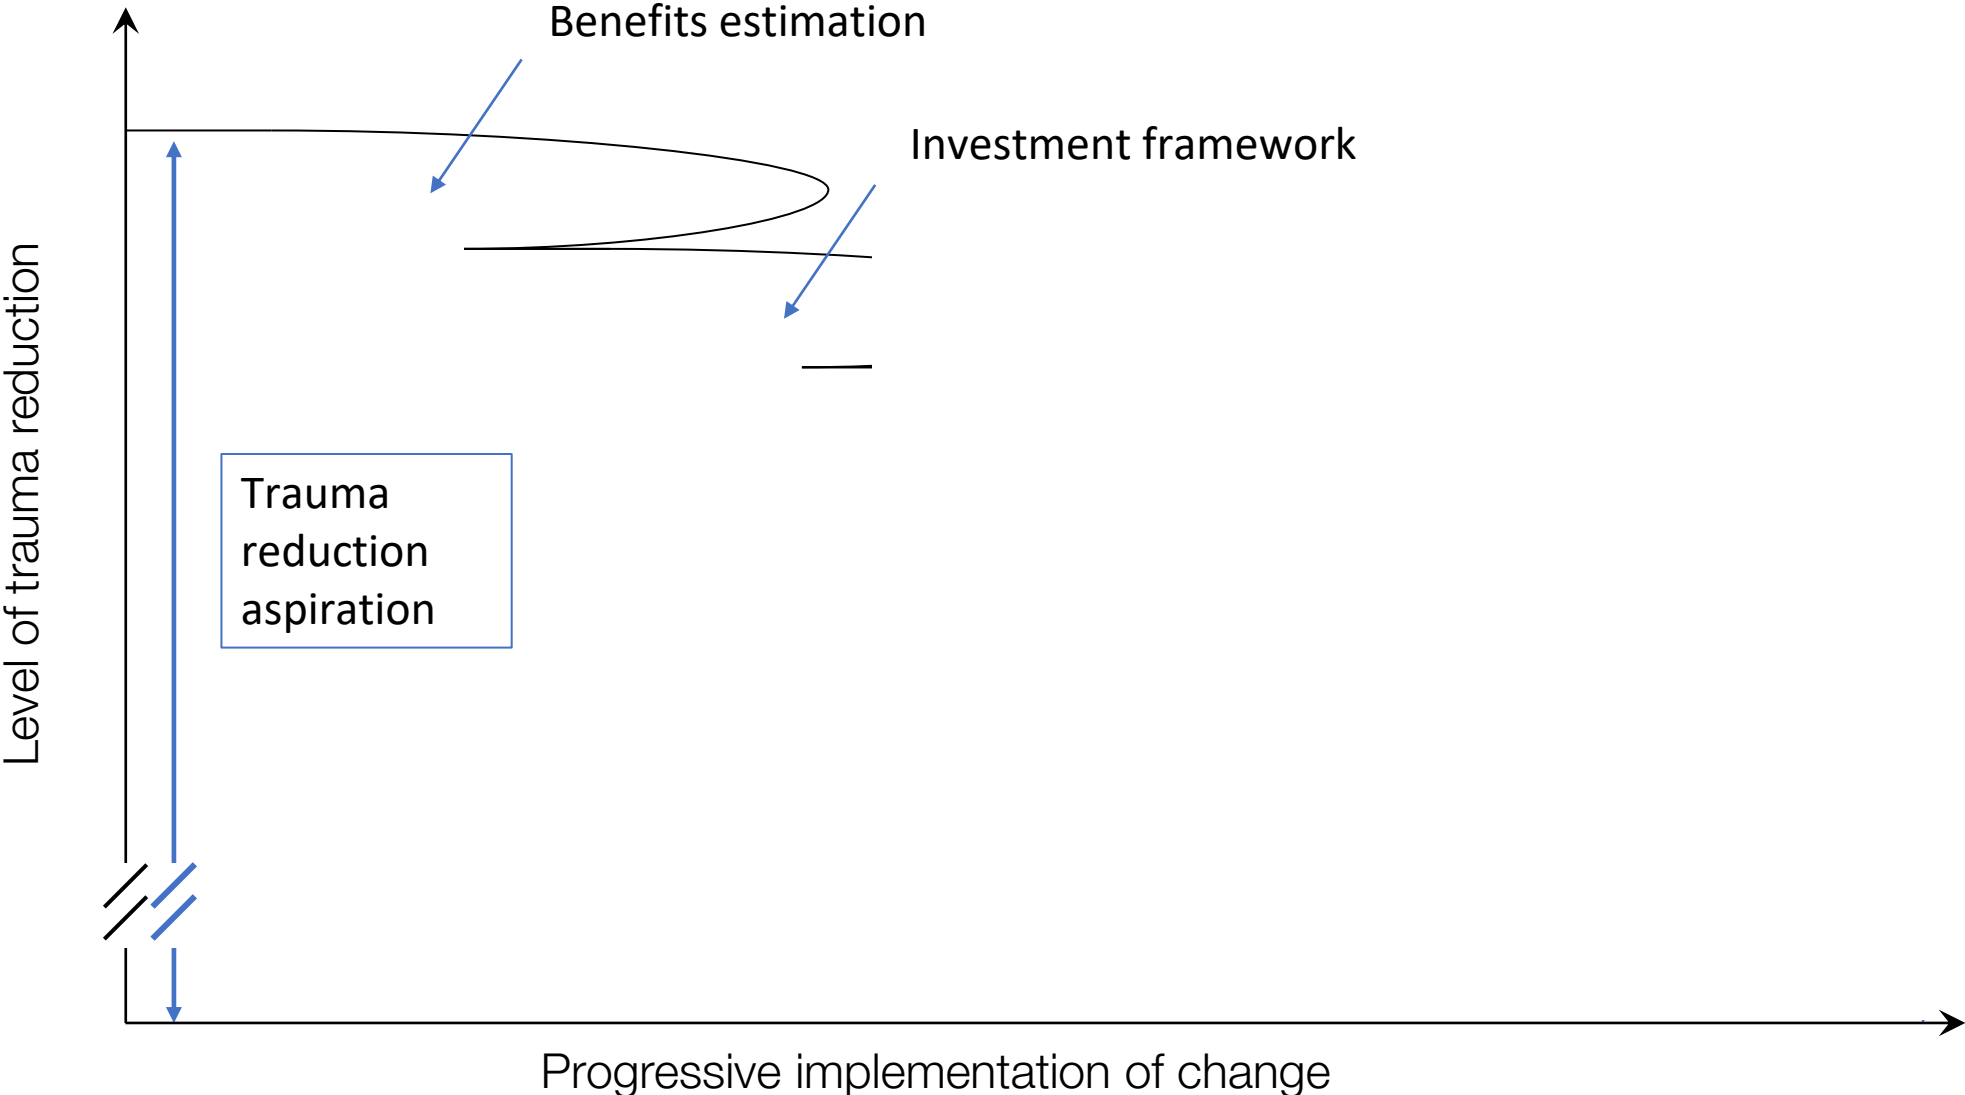 Benefits estimation
Investment framework
Level of trauma reduction
Trauma
reduction
aspiration
Progressive implementation of change